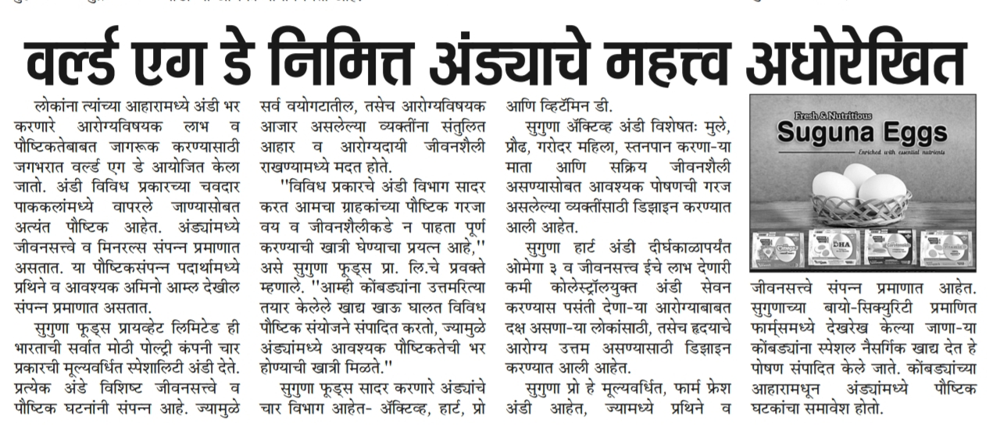 वर्ल्ड एग डे निमित्त अंड्याचे महत्त्व अधोरेखित
लोकांना त्यांच्या आहारामध्ये अंडी भर
करणारे आरोग्यविषयक लाभ व
पौष्टिकतेबाबत जागरूक करण्यासाठी
जगभरात वर्ल्ड एग डे आयोजित केला
जातो. अंडी विविध प्रकारच्या चवदार
पाककलांमध्ये वापरले जाण्यासोबत
अत्यंत पौष्टिक आहेत. अंड्यांमध्ये
जीवनसत्त्वे व मिनरल्स संपन्न प्रमाणात
असतात. या पौष्टिकसंपन्न पदार्थामध्ये
प्रथिने व आवश्यक अमिनो आम्ल देखील
संपन्न प्रमाणात असतात.
सुगुणा फूड्स प्रायव्हेट लिमिटेड ही
भारताची सर्वात मोठी पोल्ट्री कंपनी चार
प्रकारची मूल्यवर्धित स्पेशालिटी अंडी देते.
प्रत्येक अंडे विशिष्ट जीवनसत्त्वे व
पौष्टिक घटनांनी संपन्न आहे. ज्यामुळे
सर्व वयोगटातील, तसेच आरोग्यविषयक
आजार असलेल्या व्यक्तींना संतुलित
आहार व आरोग्यदायी जीवनशैली
राखण्यामध्ये मदत होते.
"विविध प्रकारचे अंडी विभाग सादर
करत आमचा ग्राहकांच्या पौष्टिक गरजा
वय व जीवनशैलीकडे न पाहता पूर्ण
करण्याची खात्री घेण्याचा प्रयत्न आहे,"
असे सुगुणा फूड्स प्रा. लि.चे प्रवक्ते
म्हणाले. "आम्ही कोंबड्यांना उत्तमरित्या
तयार केलेले खाद्य खाऊ घालत विविध
पौष्टिक संयोजने संपादित करतो, ज्यामुळे
अंड्यांमध्ये आवश्यक पौष्टिकतेची भर
होण्याची खात्री मिळते."
सुगुणा फूड्स सादर करणारे अंड्यांचे
चार विभाग आहेत- ॲक्टिव्ह, हार्ट, प्रो
आणि व्हिटॅमिन डी.
सुगुणा ॲक्टिव्ह अंडी विशेषतः मुले,
प्रौढ, गरोदर महिला, स्तनपान करणा-या
माता आणि सक्रिय जीवनशैली
असण्यासोबत आवश्यक पोषणची गरज
असलेल्या व्यक्तींसाठी डिझाइन करण्यात
आली आहेत.
सुगुणा हार्ट अंडी दीर्घकाळापर्यंत
ओमेगा ३ व जीवनसत्त्व ईचे लाभ देणारी
कमी कोलेस्ट्रॉलयुक्त अंडी सेवन
करण्यास पसंती देणा-या आरोग्याबाबत
दक्ष असणा-या लोकांसाठी, तसेच हृदयाचे
आरोग्य उत्तम असण्यासाठी डिझाइन
करण्यात आली आहेत.
सुगुणा प्रो हे मूल्यवर्धित, फार्म फ्रेश
अंडी आहेत, ज्यामध्ये प्रथिने व
Fresh & Nutritious
Suguna Eggs
Enriched with essential nutrients
DHA
जीवनसत्त्वे संपन्न प्रमाणात आहेत.
सुगुणाच्या बायो-सिक्युरिटी प्रमाणित
फार्म्समध्ये देखरेख केल्या जाणा-या
कोंबड्यांना स्पेशल नैसर्गिक खाद्य देत हे
पोषण संपादित केले जाते. कोंबड्यांच्या
आहारामधून अंड्यांमध्ये पौष्टिक
घटकांचा समावेश होतो.